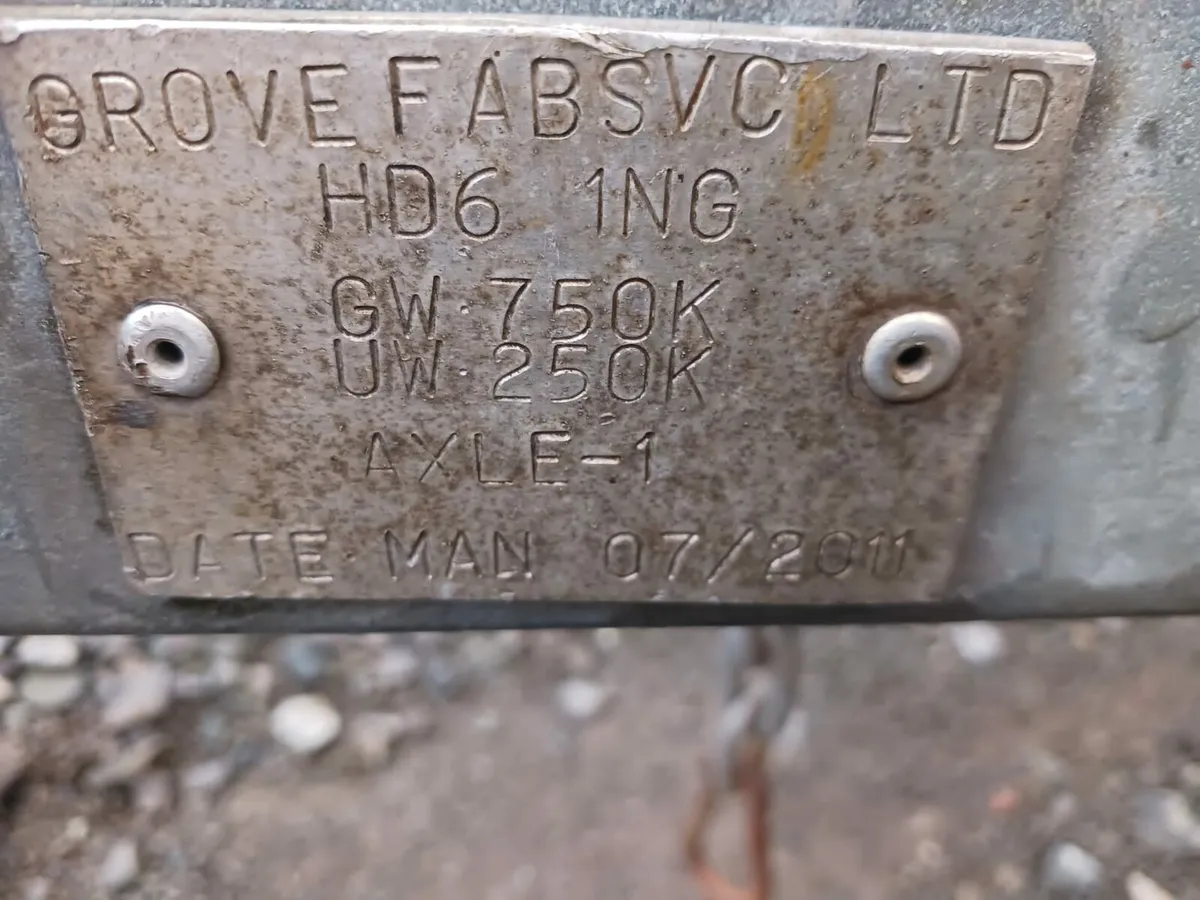 GROVE FABSVC LTD
HD6 1NG
GW·750K
UW·250K
AXLE-1
DATE·MAN 07/2011